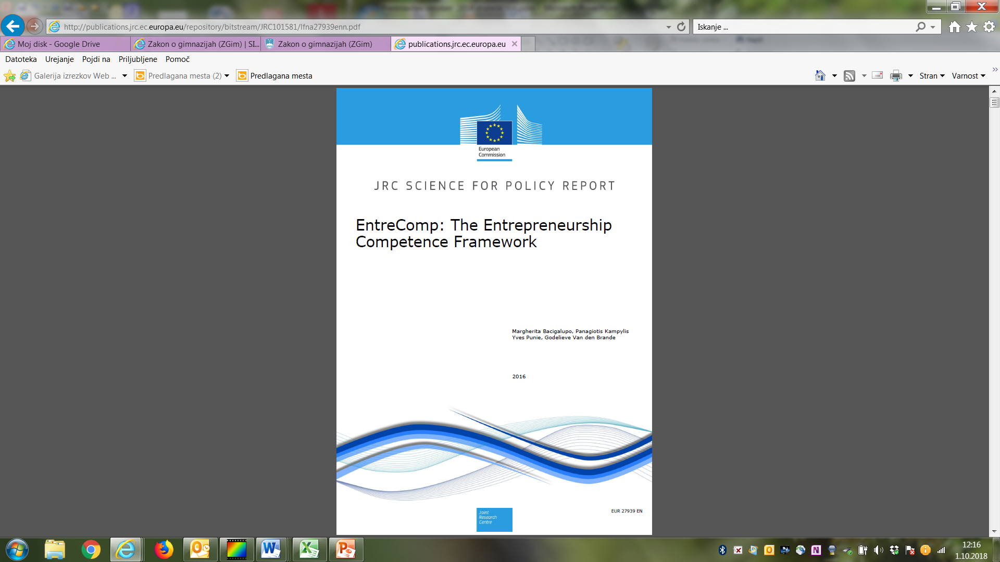 http://publications.jrc.ec.europa.eu/repository/bitstream/JRC101581/lfna27939enn.pdf
Iskanje ...
Moj disk - Google Drive
Zakon o gimnazijah (ZGim) | SI...
Zakon o gimnazijah (ZGim)
publications.jrc.ec.europa.eu
Datoteka Urejanje Pojdi na Priljubljene Pomoč
Galerija izrezkov Web ... Predlagana mesta (2) Predlagana mesta
Stran Varnost
European
Commission
JRC SCIENCE FOR POLICY REPORT
EntreComp: The Entrepreneurship
Competence Framework
Margherita Bacigalupo, Panagiotis Kampylis
Yves Punie, Godelieve Van den Brande
2016
EUR 27939 EN
Joint
Research
Centre
12:16
1.10.2018